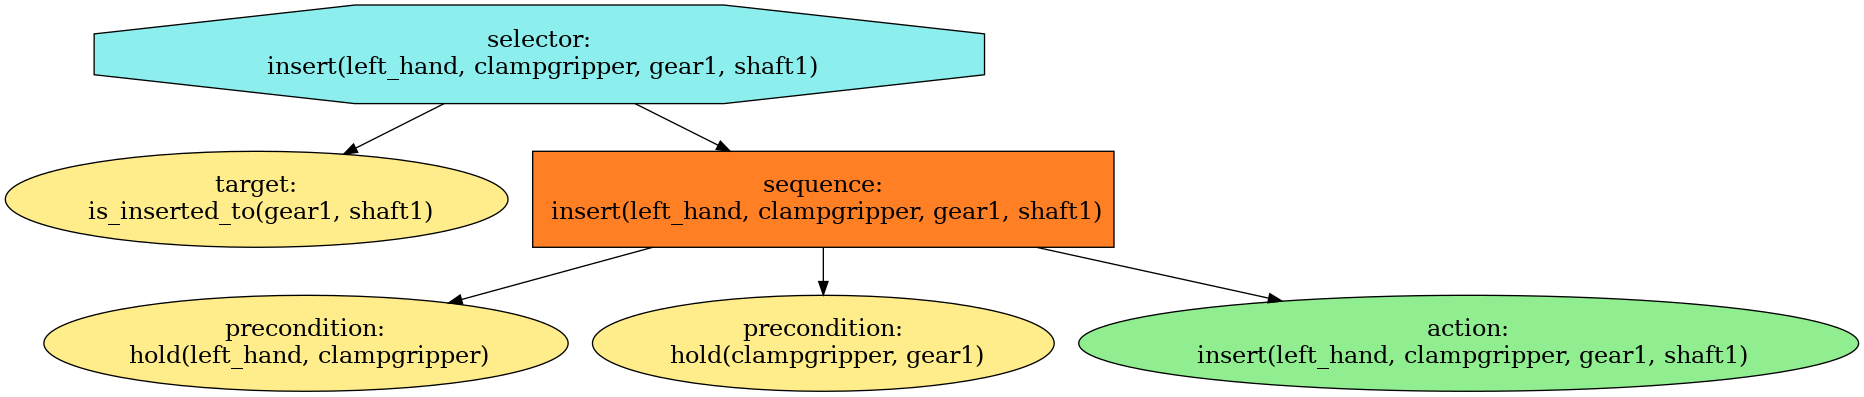 selector:
insert(left_hand, clampgripper, gear1, shaft1)
target:
is_inserted_to(gear1, shaft1)
sequence:
insert(left_hand, clampgripper, gear1, shaft1)
precondition:
hold(left_hand, clampgripper)
precondition:
hold(clampgripper, gear1)
action:
insert(left_hand, clampgripper, gear1, shaft1)